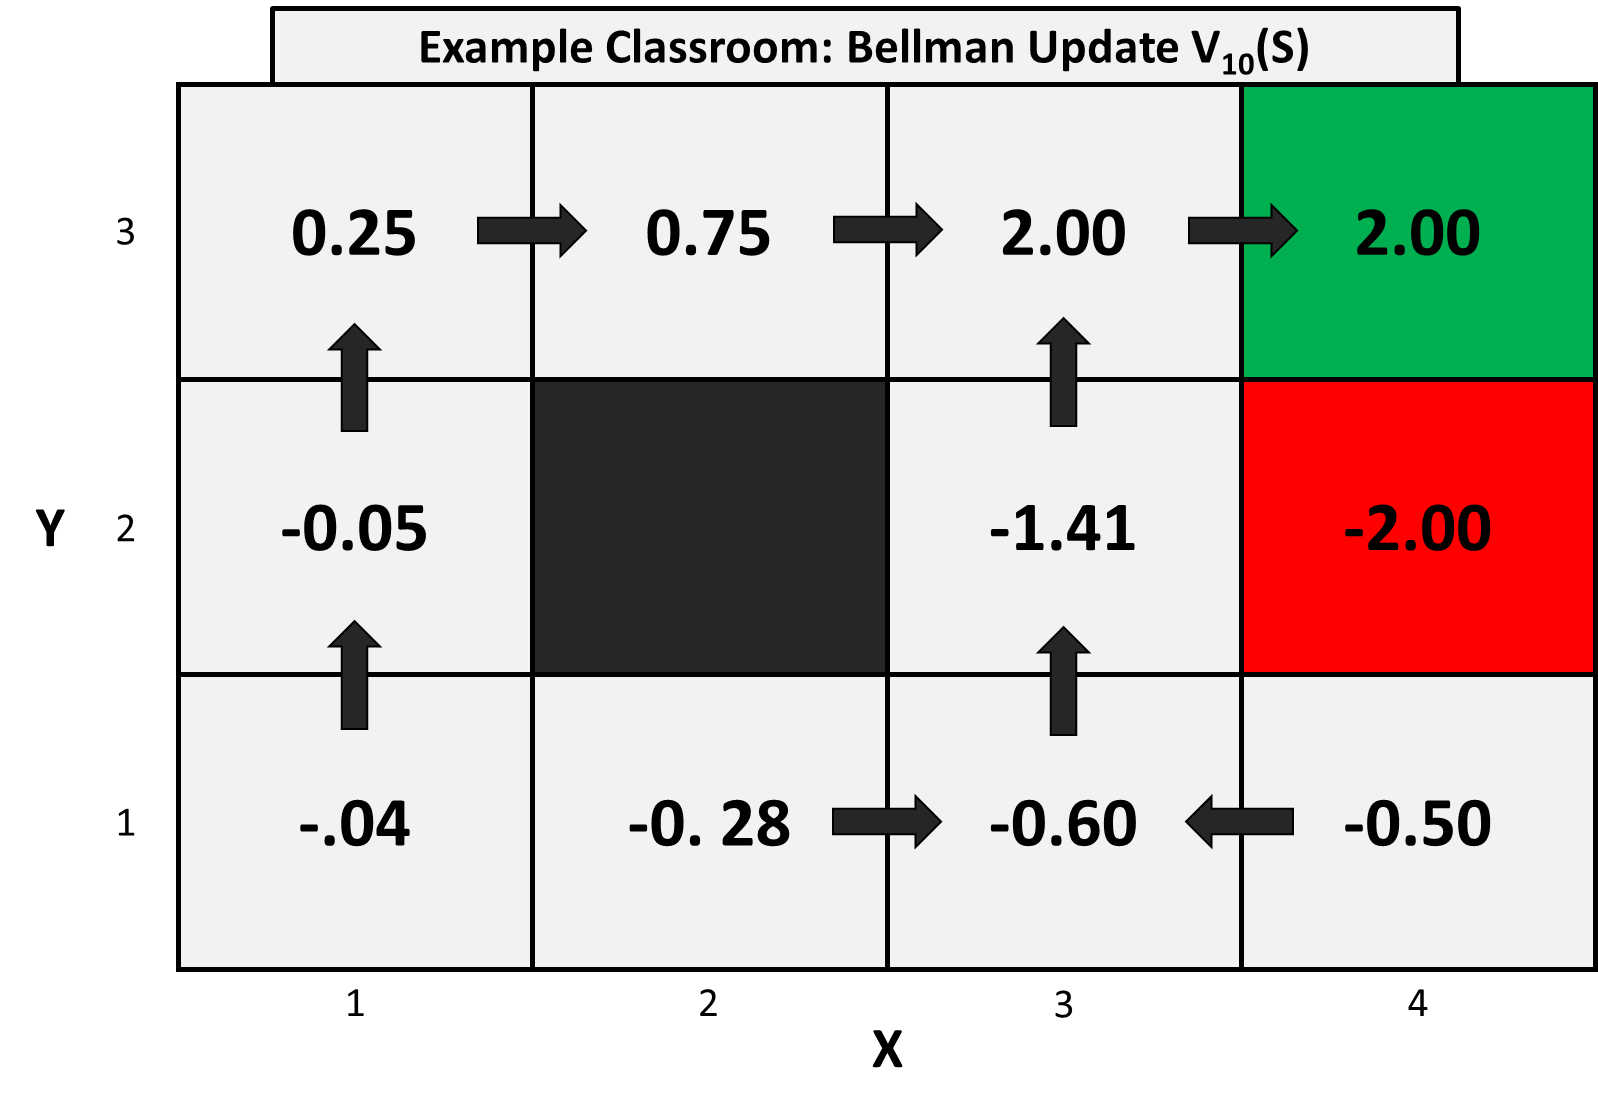 Example Classroom: Bellman Update V₁₀(S)
3 0.25 0.75 2.00 2.00
Y 2 -0.05 -1.41 -2.00
1 -.04 -0. 28 -0.60 -0.50
1 2 3 4
X